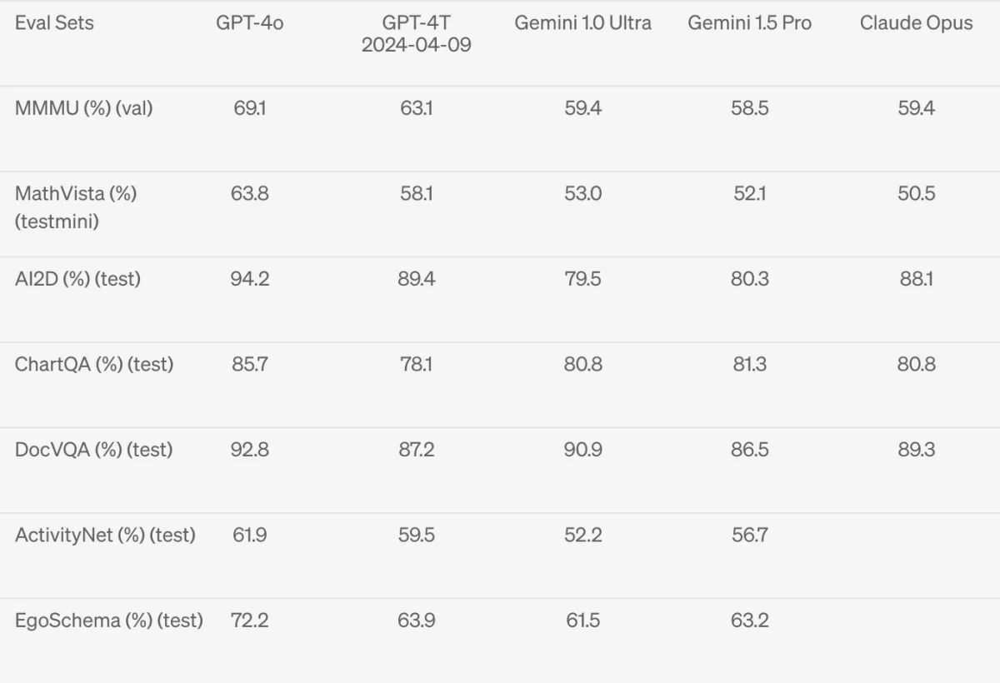 Eval Sets GPT-4o GPT-4T Gemini 1.0 Ultra Gemini 1.5 Pro Claude Opus
2024-04-09
MMMU (%) (val) 69.1 63.1 59.4 58.5 59.4
MathVista (%) 63.8 58.1 53.0 52.1 50.5
(testmini)
AI2D (%) (test) 94.2 89.4 79.5 80.3 88.1
ChartQA (%) (test) 85.7 78.1 80.8 81.3 80.8
DocVQA (%) (test) 92.8 87.2 90.9 86.5 89.3
ActivityNet (%) (test) 61.9 59.5 52.2 56.7
EgoSchema (%) (test) 72.2 63.9 61.5 63.2